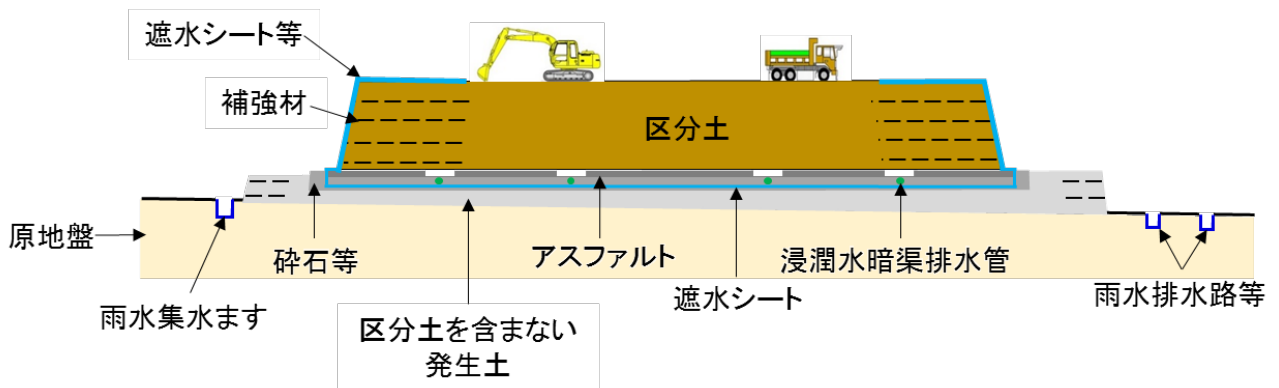 遮水シート等
補強材
区分土
原地盤
砕石等
アスファルト
浸潤水暗渠排水管
遮水シート
雨水排水路等
雨水集水ます
区分土を含まない
発生土